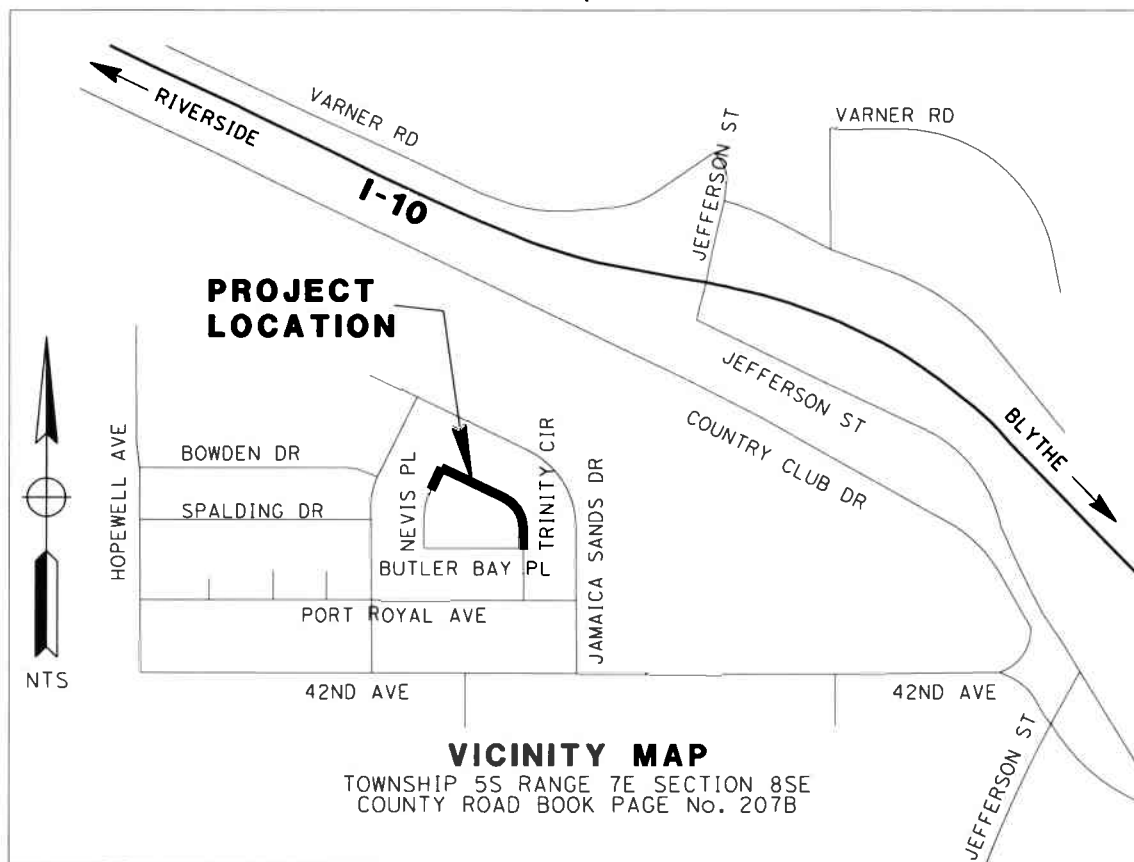 VARNER RD
RIVERSIDE
I-10
JEFFERSON ST
VARNER RD
PROJECT
LOCATION
JEFFERSON ST
COUNTRY CLUB DR
BLYTHE
HOPEWELL AVE
BOWDEN DR
SPALDING DR
NEVIS PL
TRINITY CIR
JAMAICA SANDS DR
BUTLER BAY PL
PORT ROYAL AVE
NTS
42ND AVE
42ND AVE
JEFFERSON ST
VICINITY MAP
TOWNSHIP 5S RANGE 7E SECTION 8SE
COUNTY ROAD BOOK PAGE No. 207B